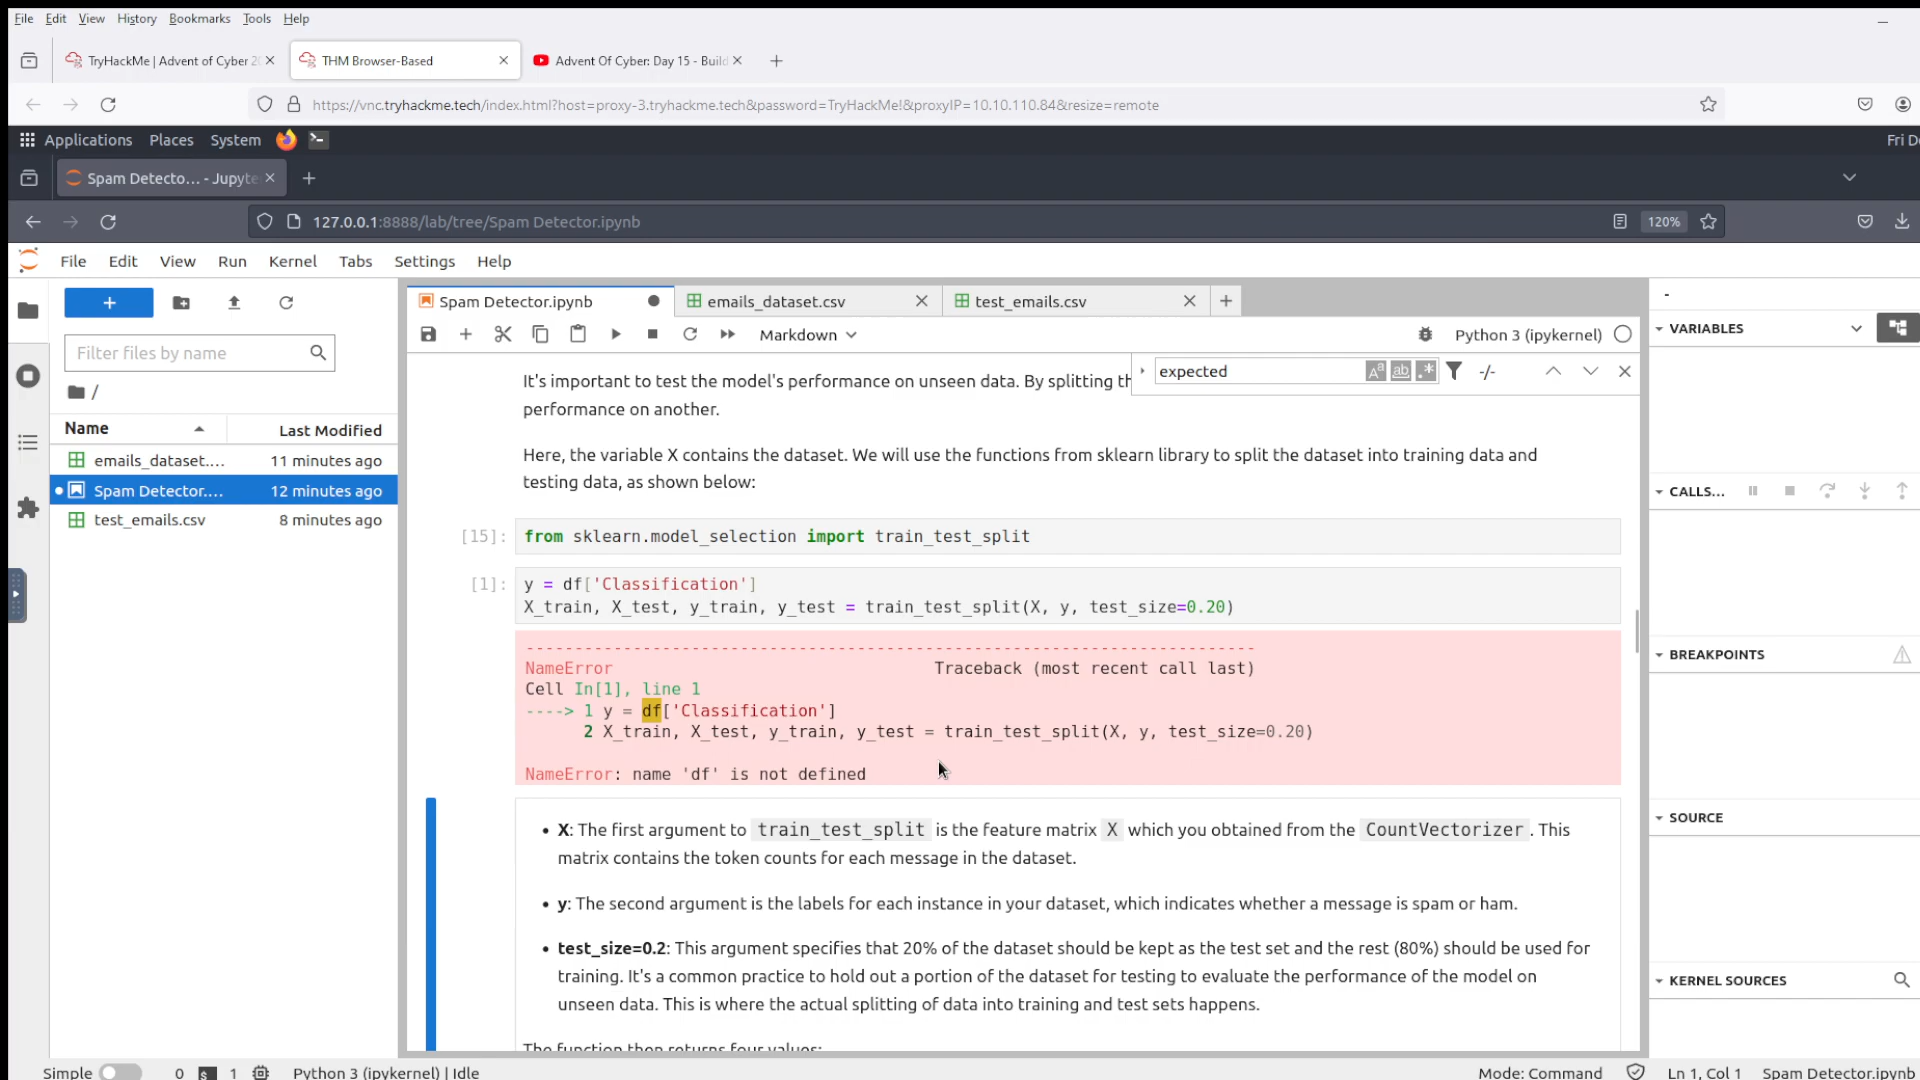 File Edit View History Bookmarks Tools Help
TryHackMe | Advent of Cyber 20
THM Browser-Based
Advent Of Cyber: Day 15 - Build
https://vnc.tryhackme.tech/index.html?host=proxy-3.tryhackme.tech&password=TryHackMe!&proxyIP=10.10.110.84&resize=remote
Applications Places System
Fri De
Spam Detecto… - Jupyte
127.0.0.1:8888/lab/tree/Spam Detector.ipynb
120%
File Edit View Run Kernel Tabs Settings Help
Filter files by name
/
Name Last Modified
emails_dataset.... 11 minutes ago
Spam Detector.... 12 minutes ago
test_emails.csv 8 minutes ago
Spam Detector.ipynb
emails_dataset.csv
test_emails.csv
Markdown
Python 3 (ipykernel)
expected
-/-
It's important to test the model's performance on unseen data. By splitting th
performance on another.
Here, the variable X contains the dataset. We will use the functions from sklearn library to split the dataset into training data and
testing data, as shown below:
[15]: from sklearn.model_selection import train_test_split
[1]: y = df['Classification']
X_train, X_test, y_train, y_test = train_test_split(X, y, test_size=0.20)
---------------------------------------------------------------------------
NameError Traceback (most recent call last)
Cell In[1], line 1
----> 1 y = df['Classification']
2 X_train, X_test, y_train, y_test = train_test_split(X, y, test_size=0.20)
NameError: name 'df' is not defined
• X: The first argument to train_test_split is the feature matrix X which you obtained from the CountVectorizer. This
matrix contains the token counts for each message in the dataset.
• y: The second argument is the labels for each instance in your dataset, which indicates whether a message is spam or ham.
• test_size=0.2: This argument specifies that 20% of the dataset should be kept as the test set and the rest (80%) should be used for
training. It's a common practice to hold out a portion of the dataset for testing to evaluate the performance of the model on
unseen data. This is where the actual splitting of data into training and test sets happens.
The function then returns four values:
-
VARIABLES
CALLS...
BREAKPOINTS
SOURCE
KERNEL SOURCES
Simple 0 $ 1 Python 3 (ipykernel) | Idle
Mode: Command Ln 1, Col 1 Spam Detector.ipynb